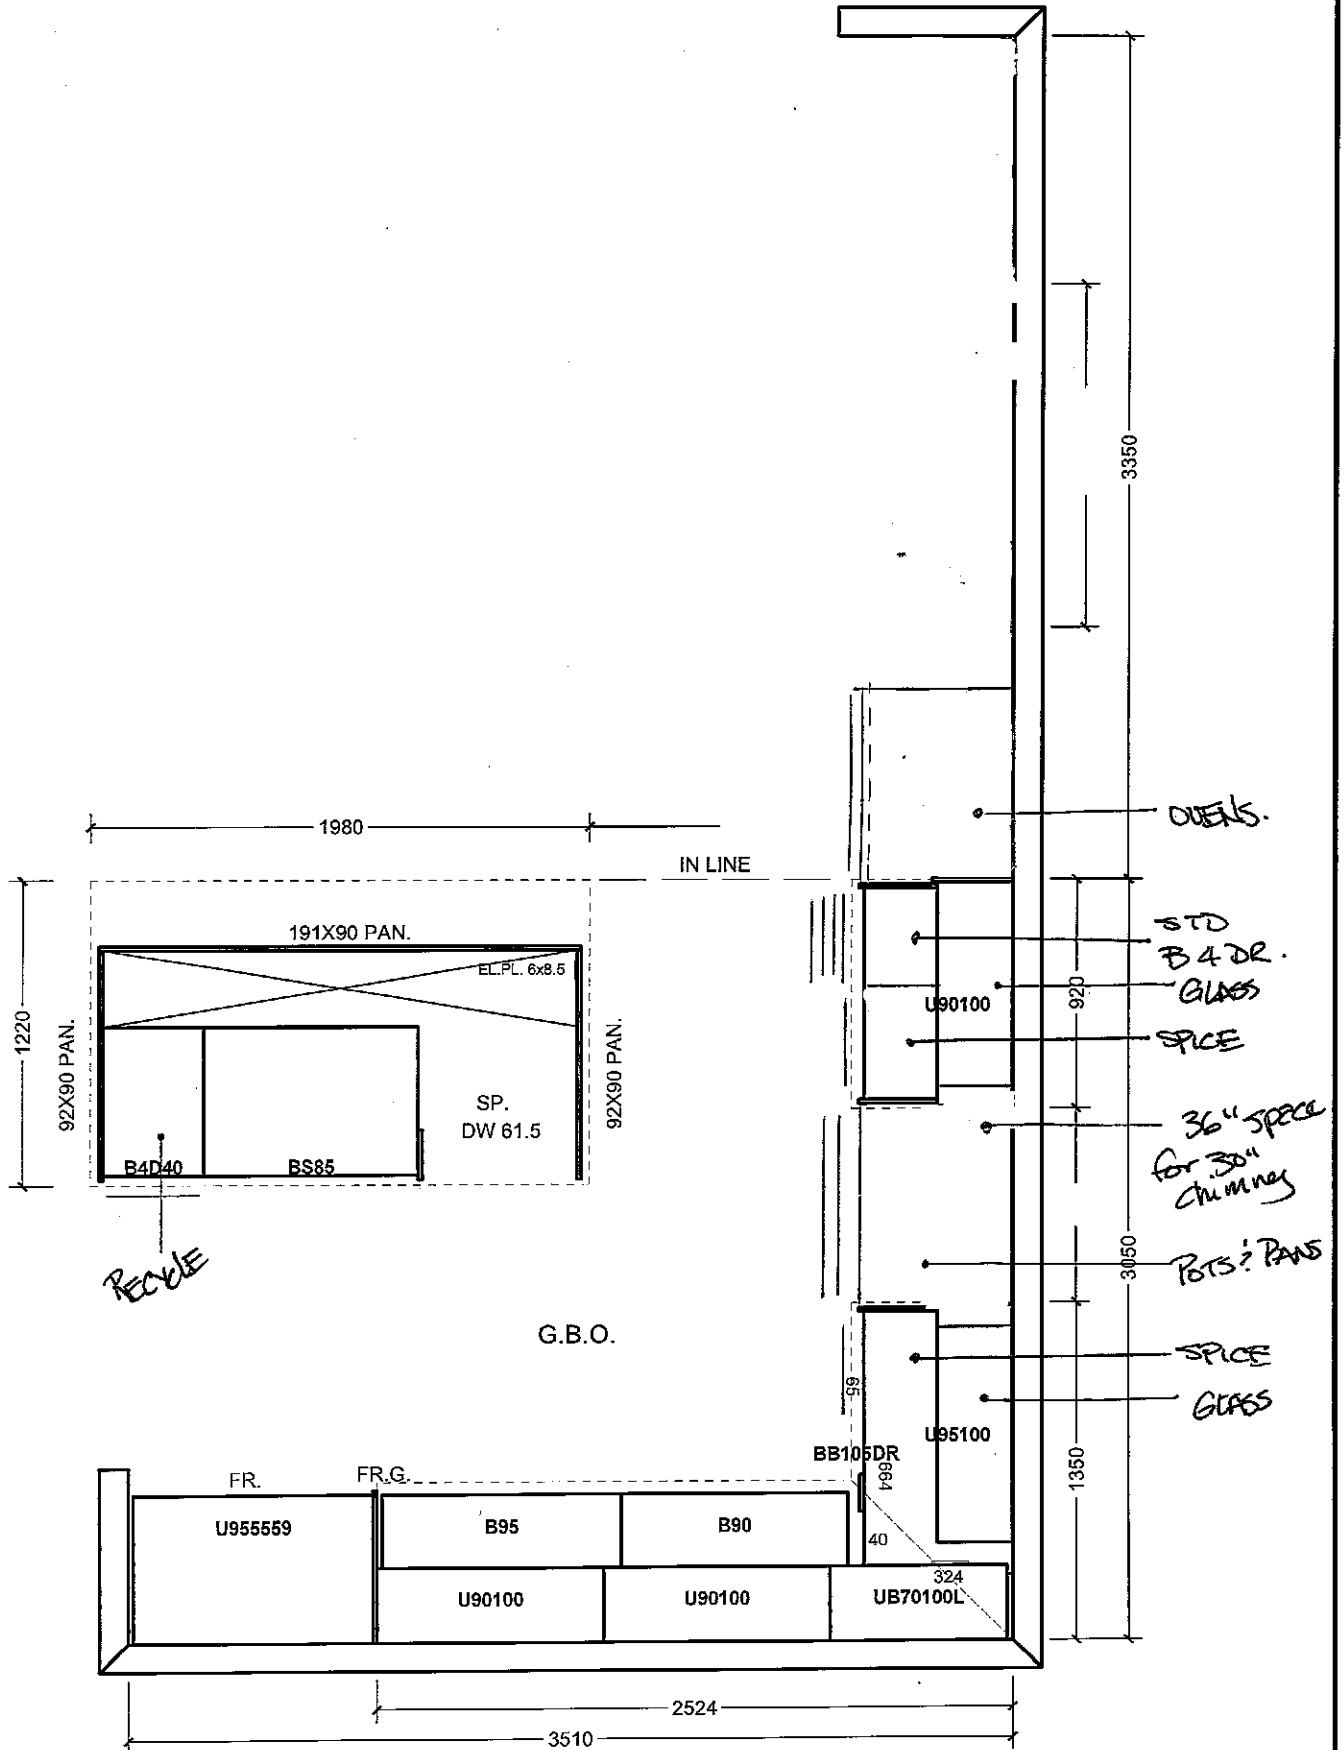 3350
OVENS.
1980
IN LINE
STD
B 4 DR.
GLASS
191X90 PAN.
EL.PL. 6x8.5
920
U90100
1220
SPICE
92X90 PAN.
92X90 PAN.
SP.
DW 61.5
36" space
for 30"
chimney
B4D40
BS85
3050
POTS & PANS
RECYCLE
G.B.O.
SPICE
65
GLASS
U95100
BB105DR
664
1350
FR.
FR.G.
U955559
B95
B90
40
324
U90100
U90100
UB70100L
2524
3510